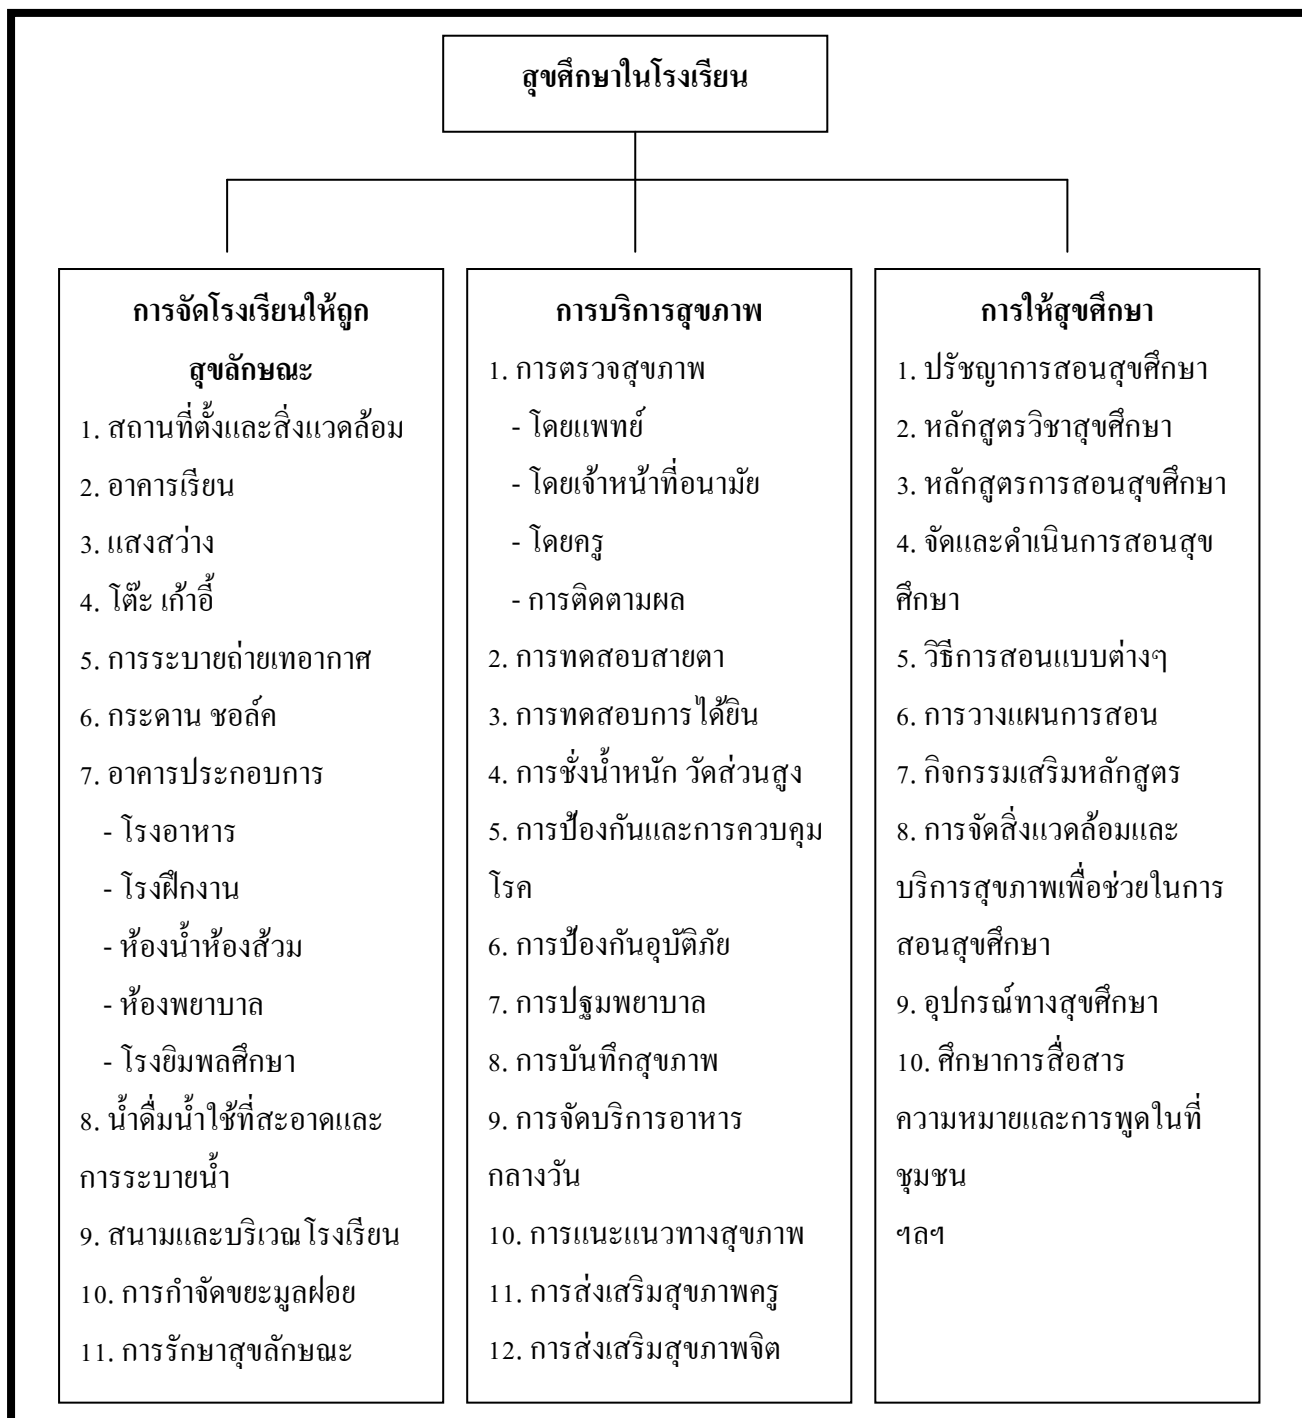 สุขศึกษาในโรงเรียน
การจัดโรงเรียนให้ถูก
สุขลักษณะ
1. สถานที่ตั้งและสิ่งแวดล้อม
2. อาคารเรียน
3. แสงสว่าง
4. โต๊ะ เก้าอี้
5. การระบายถ่ายเทอากาศ
6. กระดาน ชอล์ค
7. อาคารประกอบการ
- โรงอาหาร
- โรงฝึกงาน
- ห้องน้ำห้องส้วม
- ห้องพยาบาล
- โรงยิมพลศึกษา
8. น้ำดื่มน้ำใช้ที่สะอาดและ
การระบายน้ำ
9. สนามและบริเวณโรงเรียน
10. การกำจัดขยะมูลฝอย
11. การรักษาสุขลักษณะ
การบริการสุขภาพ
1. การตรวจสุขภาพ
- โดยแพทย์
- โดยเจ้าหน้าที่อนามัย
- โดยครู
- การติดตามผล
2. การทดสอบสายตา
3. การทดสอบการได้ยิน
4. การชั่งน้ำหนัก วัดส่วนสูง
5. การป้องกันและการควบคุม
โรค
6. การป้องกันอุบัติภัย
7. การปฐมพยาบาล
8. การบันทึกสุขภาพ
9. การจัดบริการอาหาร
กลางวัน
10. การแนะแนวทางสุขภาพ
11. การส่งเสริมสุขภาพครู
12. การส่งเสริมสุขภาพจิต
การให้สุขศึกษา
1. ปรัชญาการสอนสุขศึกษา
2. หลักสูตรวิชาสุขศึกษา
3. หลักสูตรการสอนสุขศึกษา
4. จัดและดำเนินการสอนสุข
ศึกษา
5. วิธีการสอนแบบต่างๆ
6. การวางแผนการสอน
7. กิจกรรมเสริมหลักสูตร
8. การจัดสิ่งแวดล้อมและ
บริการสุขภาพเพื่อช่วยในการ
สอนสุขศึกษา
9. อุปกรณ์ทางสุขศึกษา
10. ศึกษาการสื่อสาร
ความหมายและการพูดในที่
ชุมชน
ฯลฯ